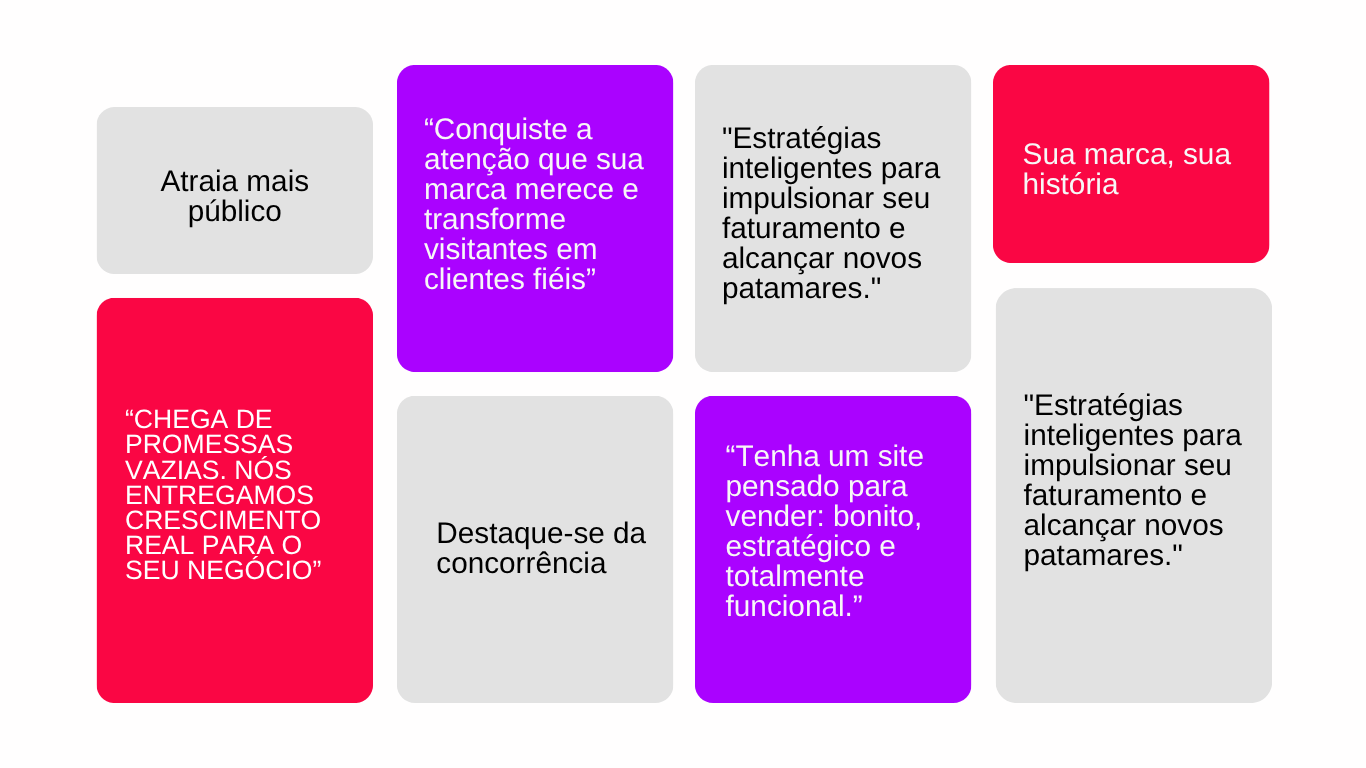 Atraia mais
público
“CHEGA DE
PROMESSAS
VAZIAS. NÓS
ENTREGAMOS
CRESCIMENTO
REAL PARA O
SEU NEGÓCIO”
“Conquiste a
atenção que sua
marca merece e
transforme
visitantes em
clientes fiéis”
Destaque-se da
concorrência
"Estratégias
inteligentes para
impulsionar seu
faturamento e
alcançar novos
patamares."
“Tenha um site
pensado para
vender: bonito,
estratégico e
totalmente
funcional.”
Sua marca, sua
história
"Estratégias
inteligentes para
impulsionar seu
faturamento e
alcançar novos
patamares."